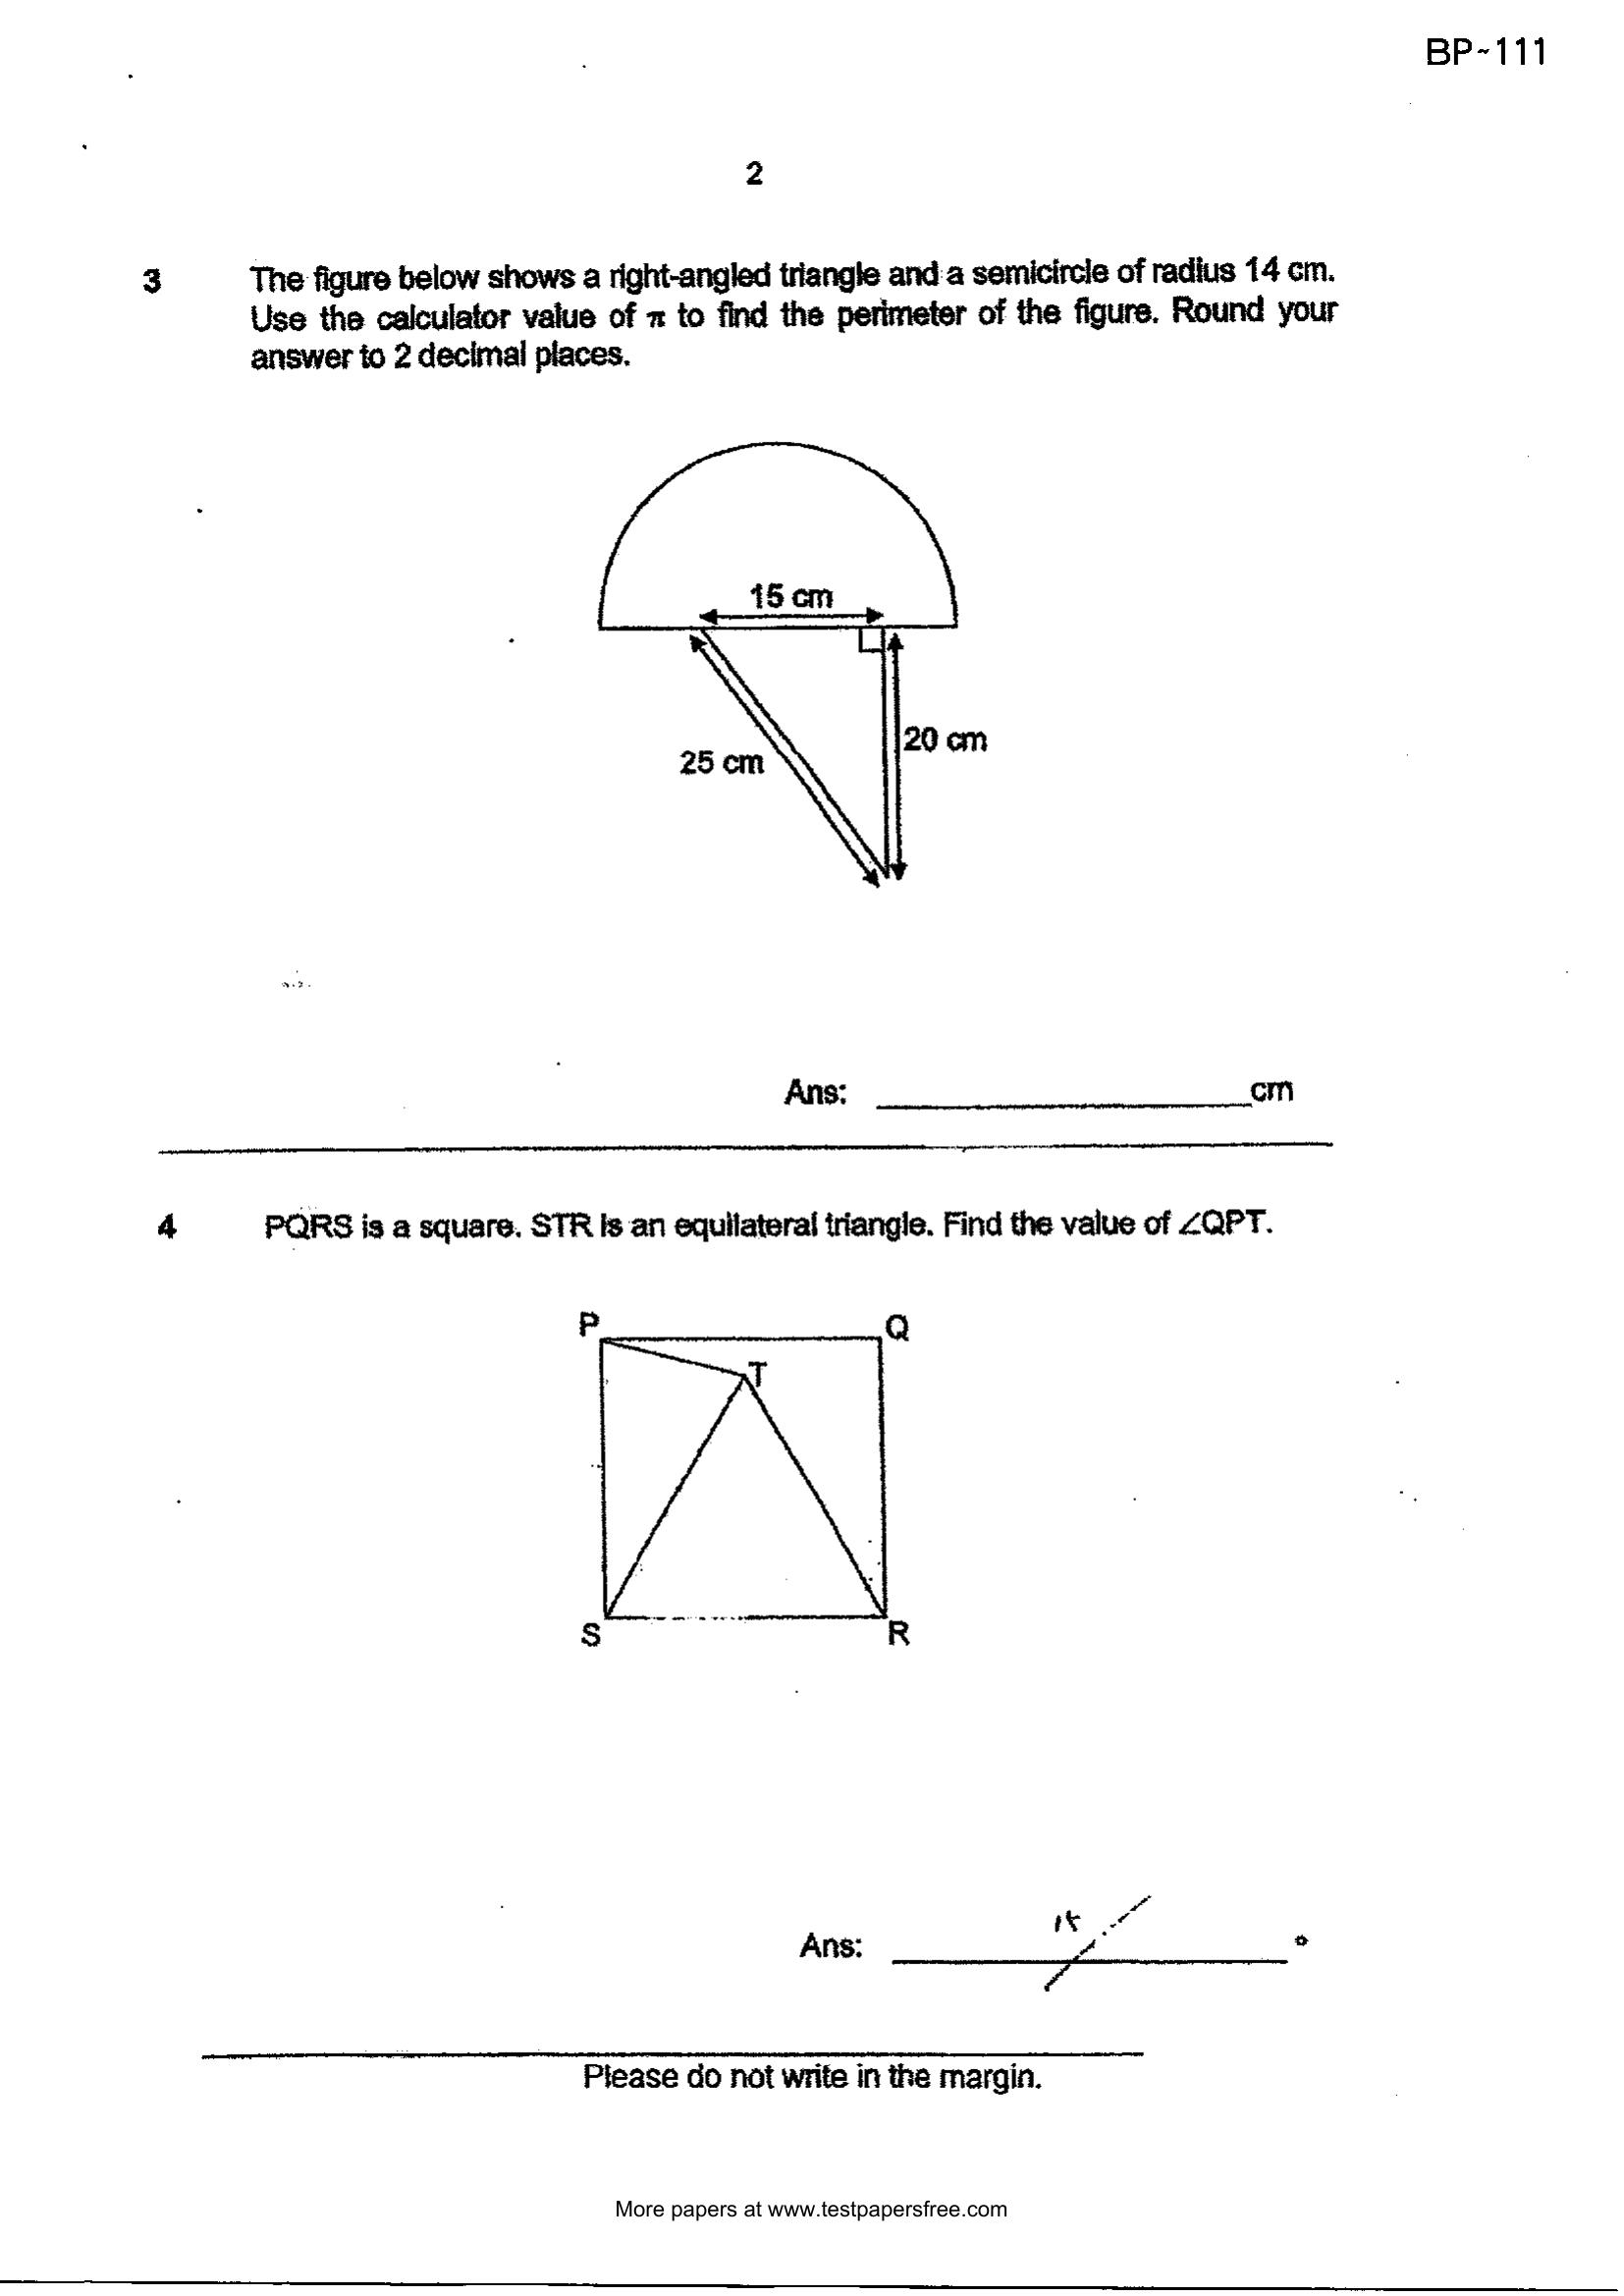 BP~111
2
3 The figure below shows a right-angled triangle and a semicircle of radius 14 cm.
Use the calculator value of π to find the perimeter of the figure. Round your
answer to 2 decimal places.
15 cm
20 cm
25 cm
Ans: ____________________cm
4 PQRS is a square. STR is an equilateral triangle. Find the value of ∠QPT.
P
Q
T
S
R
15
Ans: ____________________°
Please do not write in the margin.
More papers at www.testpapersfree.com